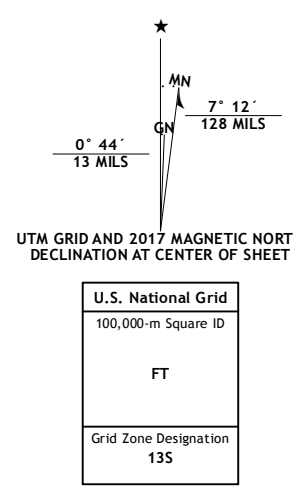 ★
MN
GN
7° 12´
128 MILS
0° 44´
13 MILS
UTM GRID AND 2017 MAGNETIC NORT
DECLINATION AT CENTER OF SHEET
U.S. National Grid
100,000-m Square ID
FT
Grid Zone Designation
13S